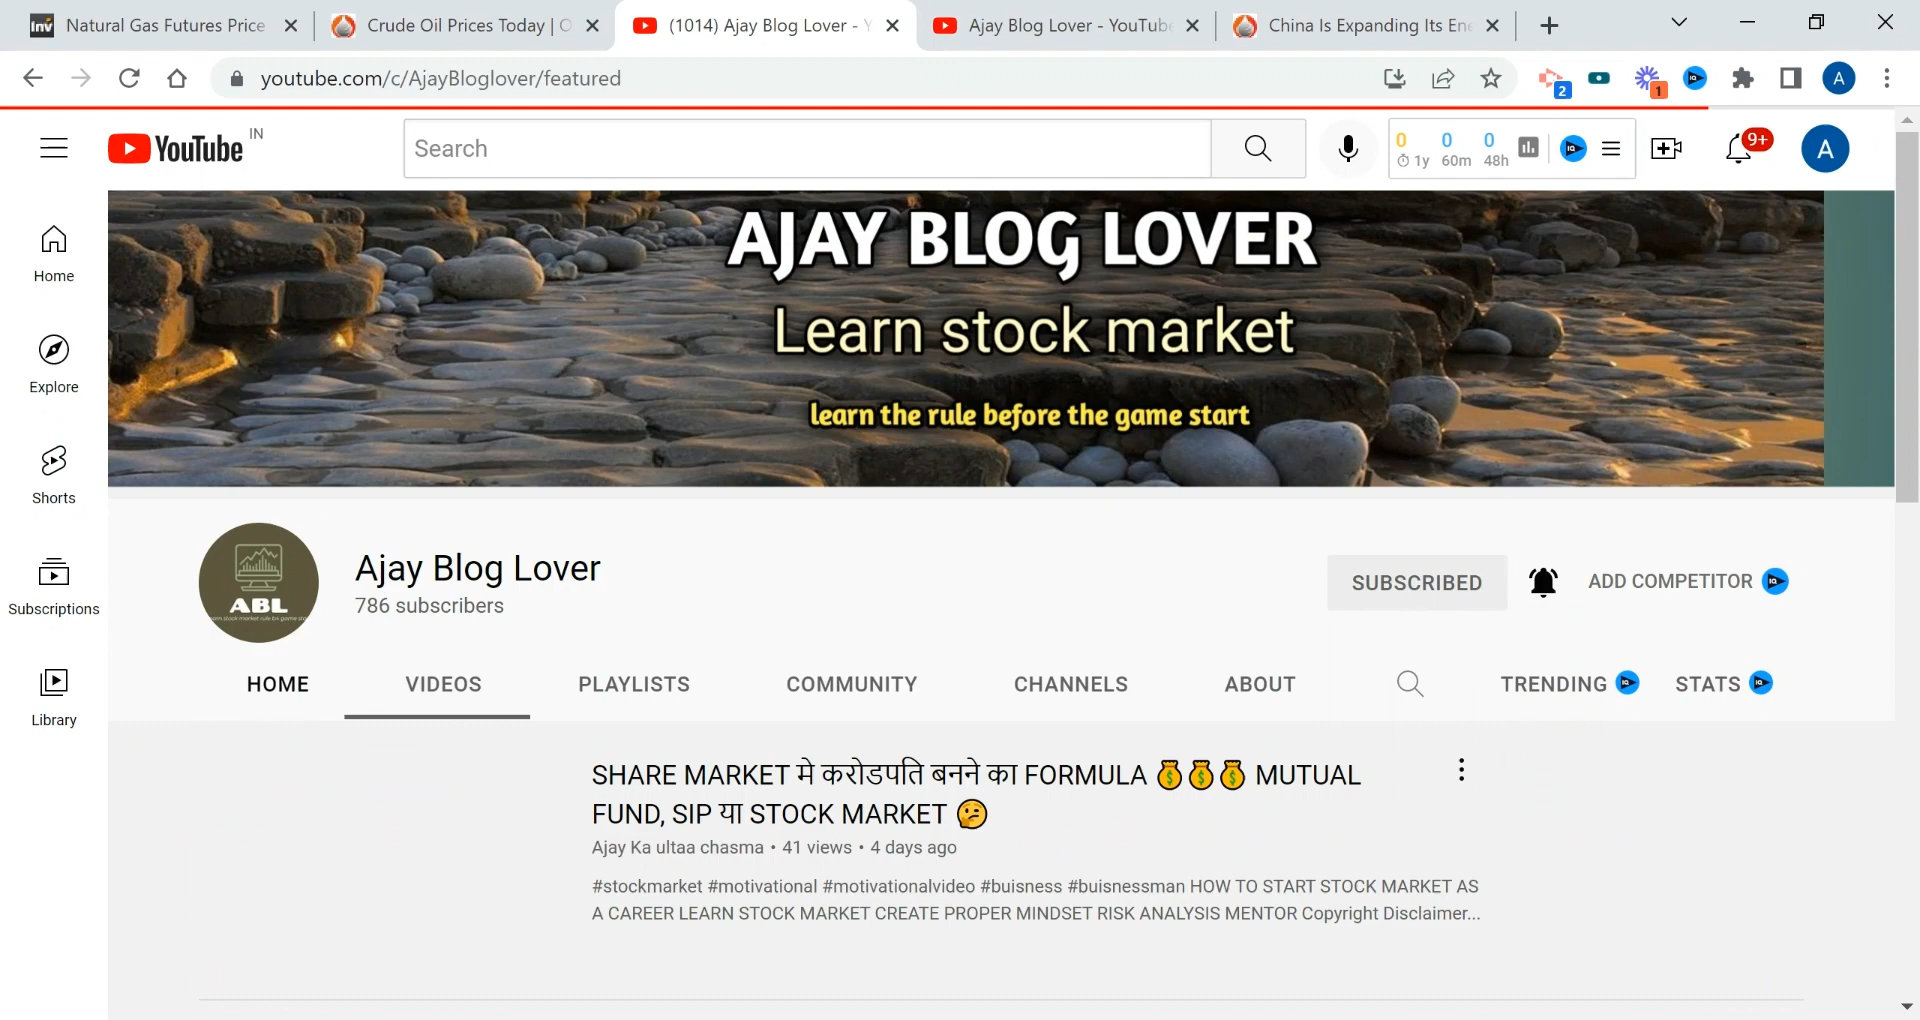 Natural Gas Futures Price
Crude Oil Prices Today | O
(1014) Ajay Blog Lover - Y
Ajay Blog Lover - YouTube
China Is Expanding Its Ene
youtube.com/c/AjayBloglover/featured
2
1
A
YouTube IN
Search
0 0 0
1y 60m 48h
9+
A
AJAY BLOG LOVER
Learn stock market
learn the rule before the game start
Home
Explore
Shorts
Subscriptions
Library
ABL
Ajay Blog Lover
786 subscribers
SUBSCRIBED
ADD COMPETITOR
HOME VIDEOS PLAYLISTS COMMUNITY CHANNELS ABOUT TRENDING STATS
SHARE MARKET मे करोडपति बनने का FORMULA 💰💰💰 MUTUAL
FUND, SIP या STOCK MARKET 🤔
Ajay Ka ultaa chasma • 41 views • 4 days ago
#stockmarket #motivational #motivationalvideo #buisness #buisnessman HOW TO START STOCK MARKET AS
A CAREER LEARN STOCK MARKET CREATE PROPER MINDSET RISK ANALYSIS MENTOR Copyright Disclaimer...